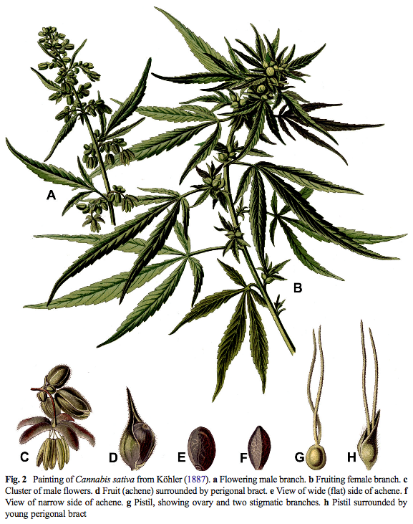 A
B
C
D
E
F
G
H
Fig. 2 Painting of Cannabis sativa from Köhler (1887). a Flowering male branch. b Fruiting female branch. c
Cluster of male flowers. d Fruit (achene) surrounded by perigonal bract. e View of wide (flat) side of achene. f
View of narrow side of achene. g Pistil, showing ovary and two stigmatic branches. h Pistil surrounded by
young perigonal bract